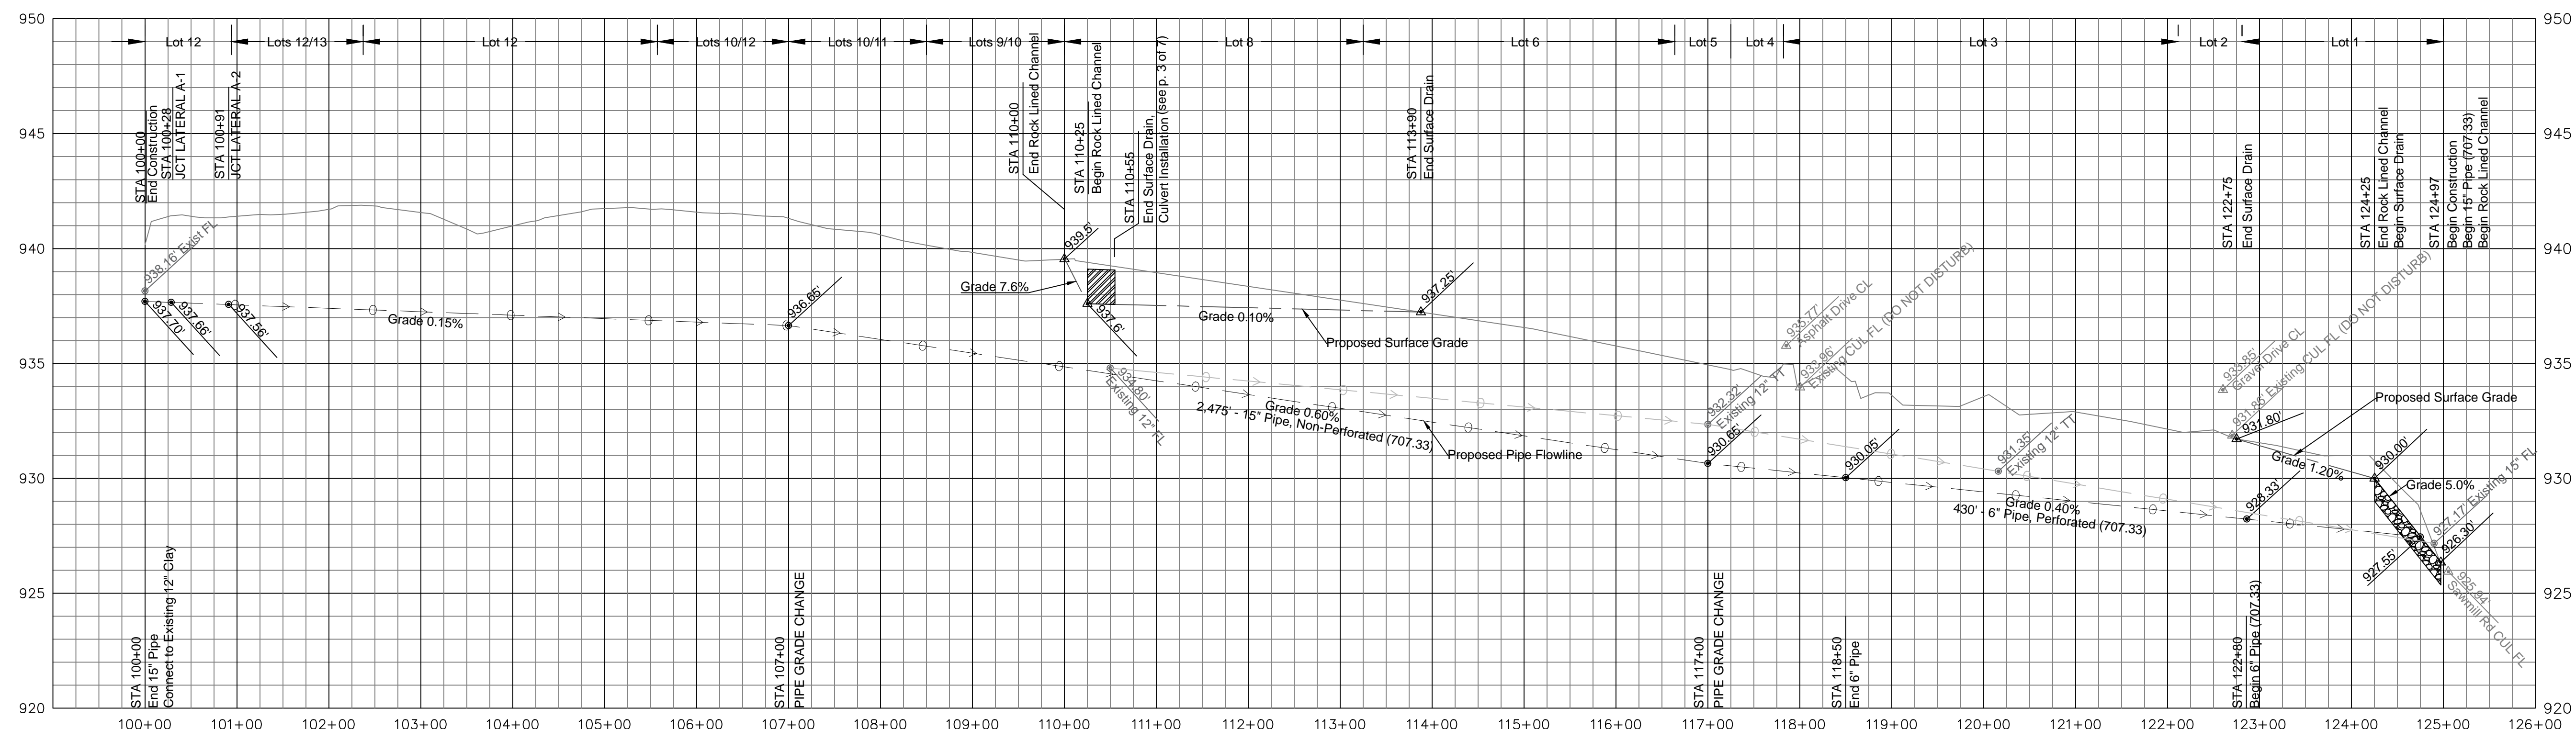 950
945
940
935
930
925
920
Lot 12
Lots 12/13
Lot 12
Lots 10/12
Lots 10/11
Lots 9/10
Lot 8
Lot 6
Lot 5
Lot 4
Lot 3
Lot 2
Lot 1
STA 100+00
End Construction
STA 100+28
JCT LATERAL A-1
STA 100+91
JCT LATERAL A-2
STA 110+00
End Rock Lined Channel
STA 110+25
Begin Rock Lined Channel
STA 110+55
End Surface Drain,
Culvert Installation (see p. 3 of 7)
STA 113+90
End Surface Drain
STA 122+75
End Surface Drain
STA 124+25
End Rock Lined Channel
Begin Surface Drain
STA 124+97
Begin Construction
Begin 15" Pipe (707.33)
Begin Rock Lined Channel
938.16' Exist FL
937.70'
937.66'
937.56'
Grade 0.15%
936.65'
939.5'
Grade 7.6%
937.6'
Grade 0.10%
Proposed Surface Grade
937.25'
934.80'
Existing 12" FL
Grade 0.60%
2,475' - 15" Pipe, Non-Perforated (707.33)
Proposed Pipe Flowline
932.32'
Existing 12" TT
930.65'
935.77'
Asphalt Drive CL
933.96'
Existing CUL FL (DO NOT DISTURB)
930.05'
931.35'
Existing 12" TT
Grade 0.40%
430' - 6" Pipe, Perforated (707.33)
933.85'
Gravel Drive CL
931.85' Existing CUL FL (DO NOT DISTURB)
931.80'
Proposed Surface Grade
Grade 1.20%
930.00'
Grade 5.0%
928.33'
927.17' Existing 15" FL
926.30'
927.55'
925.94'
Sawmill Rd CUL FL
STA 100+00
End 15" Pipe
Connect to Existing 12" Clay
STA 107+00
PIPE GRADE CHANGE
STA 117+00
PIPE GRADE CHANGE
STA 118+50
End 6" Pipe
STA 122+80
Begin 6" Pipe (707.33)
950
945
940
935
930
925
920
100+00
101+00
102+00
103+00
104+00
105+00
106+00
107+00
108+00
109+00
110+00
111+00
112+00
113+00
114+00
115+00
116+00
117+00
118+00
119+00
120+00
121+00
122+00
123+00
124+00
125+00
126+00